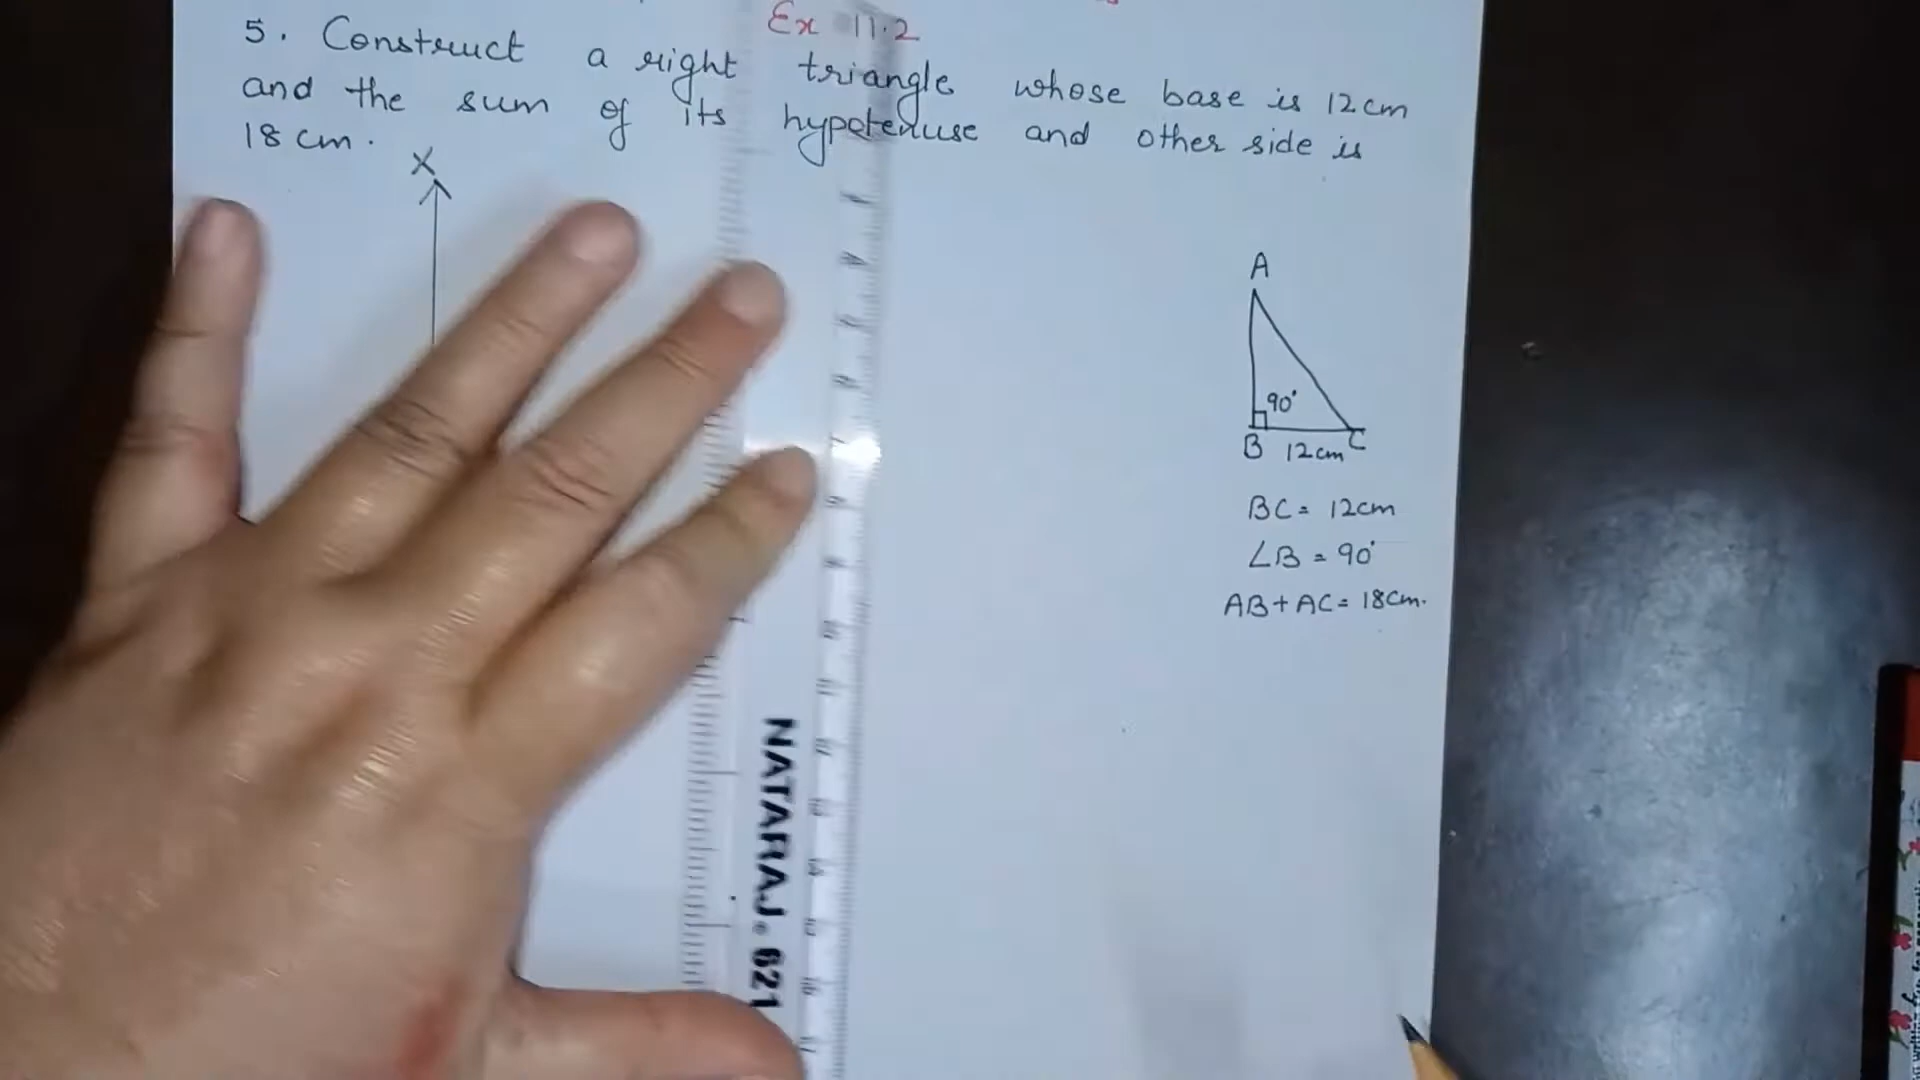 Ex 11.2
5. Construct a right triangle whose base is 12cm
and the sum of its hypotenuse and other side is
18 cm.
X
A
90°
B 12cm C
BC = 12cm
∠B = 90°
AB + AC = 18cm.
NATARAJ 621